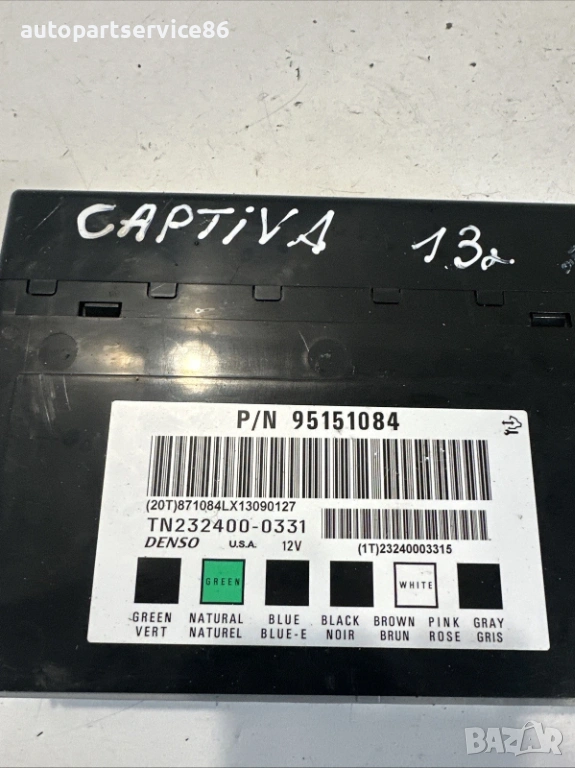 autopartservice86
CAPTIVA 13г.
P/N 95151084
(20T)871084LX13090127
TN232400-0331
DENSO U.S.A. 12V
(1T)23240003315
GREEN WHITE
GREEN NATURAL BLUE BLACK BROWN PINK GRAY
VERT NATUREL BLUE-E NOIR BRUN ROSE GRIS
BAZAR